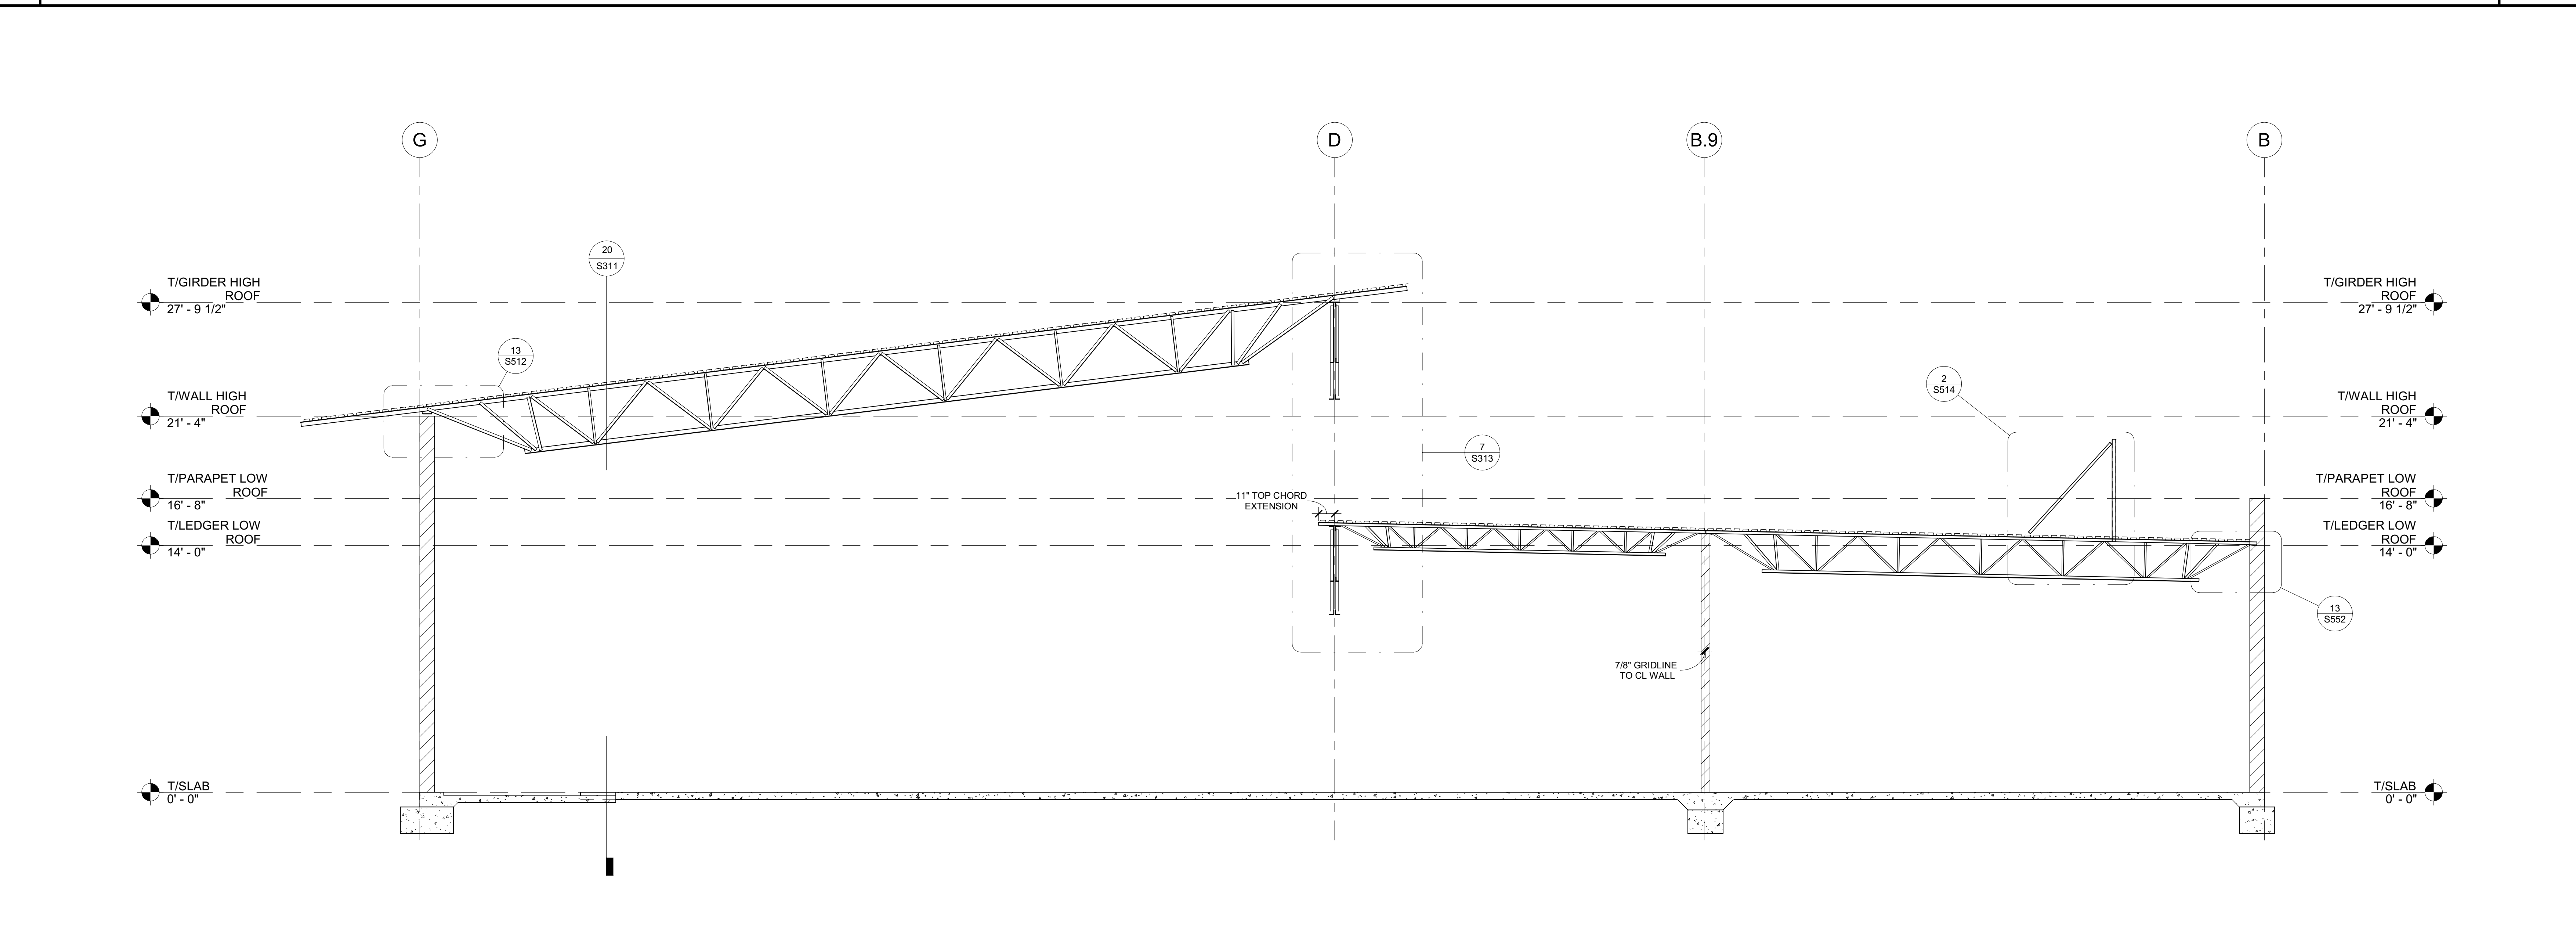 G
D
B.9
B
20
S311
T/GIRDER HIGH
ROOF
27' - 9 1/2"
T/GIRDER HIGH
ROOF
27' - 9 1/2"
13
S512
2
S514
T/WALL HIGH
ROOF
21' - 4"
T/WALL HIGH
ROOF
21' - 4"
7
S313
T/PARAPET LOW
ROOF
16' - 8"
11" TOP CHORD
EXTENSION
T/PARAPET LOW
ROOF
16' - 8"
T/LEDGER LOW
ROOF
14' - 0"
T/LEDGER LOW
ROOF
14' - 0"
13
S552
7/8" GRIDLINE
TO CL WALL
T/SLAB
0' - 0"
T/SLAB
0' - 0"